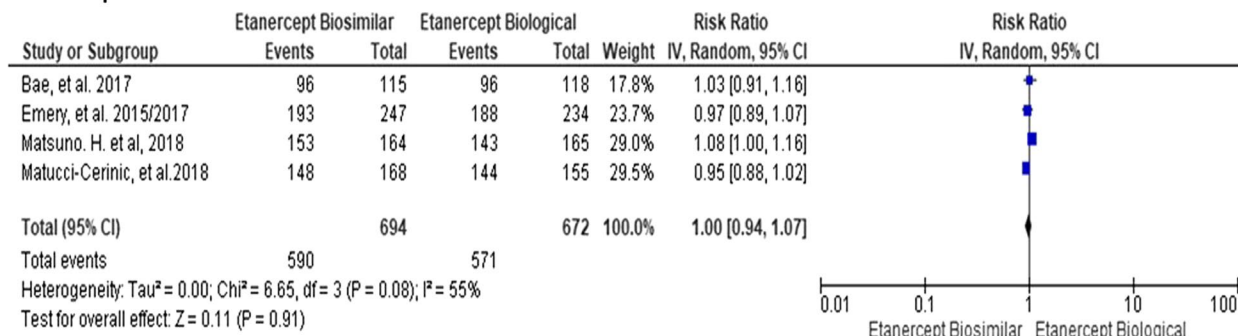 Etanercept Biosimilar Etanercept Biological Risk Ratio Risk Ratio
Study or Subgroup Events Total Events Total Weight IV, Random, 95% CI IV, Random, 95% CI
Bae, et al. 2017 96 115 96 118 17.8% 1.03 [0.91, 1.16]
Emery, et al. 2015/2017 193 247 188 234 23.7% 0.97 [0.89, 1.07]
Matsuno. H. et al, 2018 153 164 143 165 29.0% 1.08 [1.00, 1.16]
Matucci-Cerinic, et al.2018 148 168 144 155 29.5% 0.95 [0.88, 1.02]
Total (95% CI) 694 672 100.0% 1.00 [0.94, 1.07]
Total events 590 571
Heterogeneity: Tau² = 0.00; Chi² = 6.65, df = 3 (P = 0.08); I² = 55%
Test for overall effect: Z = 0.11 (P = 0.91)
0.01 0.1 1 10 100
Etanercept Biosimilar Etanercept Biological